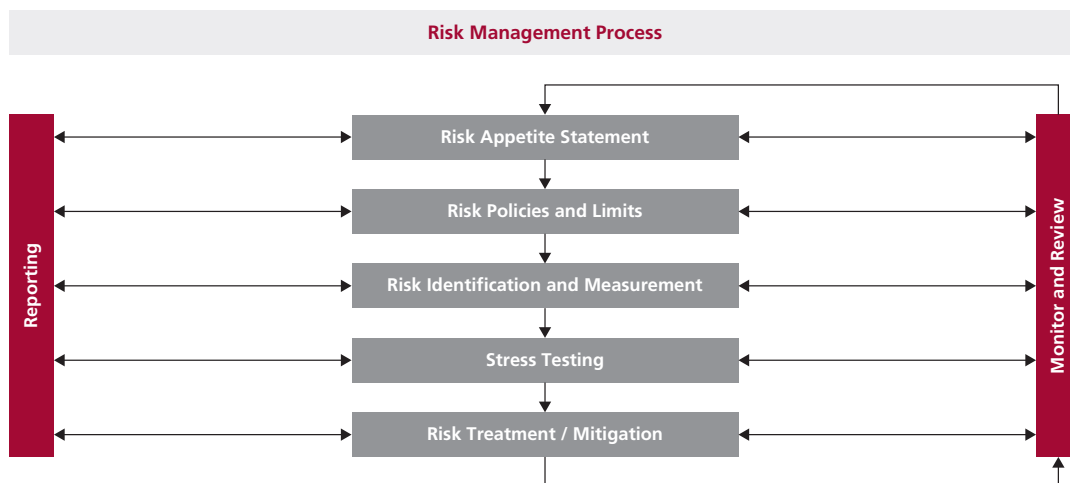 Risk Management Process
Risk Appetite Statement
Risk Policies and Limits
Risk Identification and Measurement
Stress Testing
Risk Treatment / Mitigation
Reporting
Monitor and Review